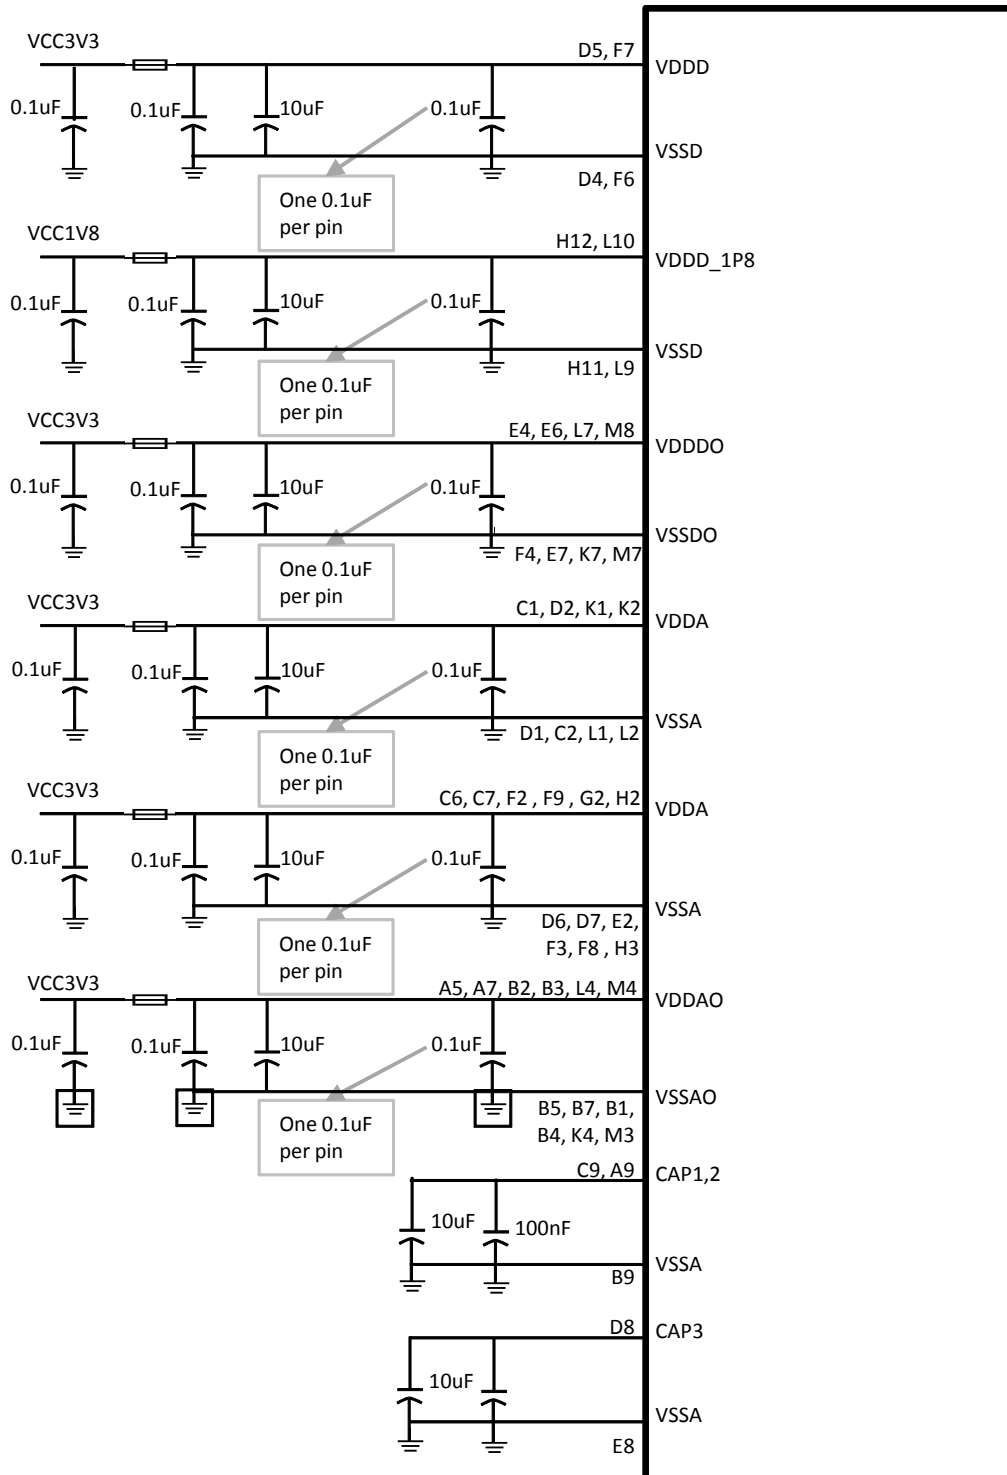 VCC3V3
D5, F7
VDDD
0.1uF
0.1uF
10uF
0.1uF
VSSD
D4, F6
One 0.1uF
per pin
VCC1V8
H12, L10
VDDD_1P8
0.1uF
0.1uF
10uF
0.1uF
VSSD
H11, L9
One 0.1uF
per pin
VCC3V3
E4, E6, L7, M8
VDDDO
0.1uF
0.1uF
10uF
0.1uF
VSSDO
F4, E7, K7, M7
One 0.1uF
per pin
VCC3V3
C1, D2, K1, K2
VDDA
0.1uF
0.1uF
10uF
0.1uF
VSSA
D1, C2, L1, L2
One 0.1uF
per pin
VCC3V3
C6, C7, F2 , F9 , G2, H2
VDDA
0.1uF
0.1uF
10uF
0.1uF
VSSA
D6, D7, E2,
F3, F8 , H3
One 0.1uF
per pin
VCC3V3
A5, A7, B2, B3, L4, M4
VDDAO
0.1uF
0.1uF
10uF
0.1uF
VSSAO
B5, B7, B1,
B4, K4, M3
One 0.1uF
per pin
C9, A9
CAP1,2
10uF
100nF
VSSA
B9
D8
CAP3
10uF
VSSA
E8